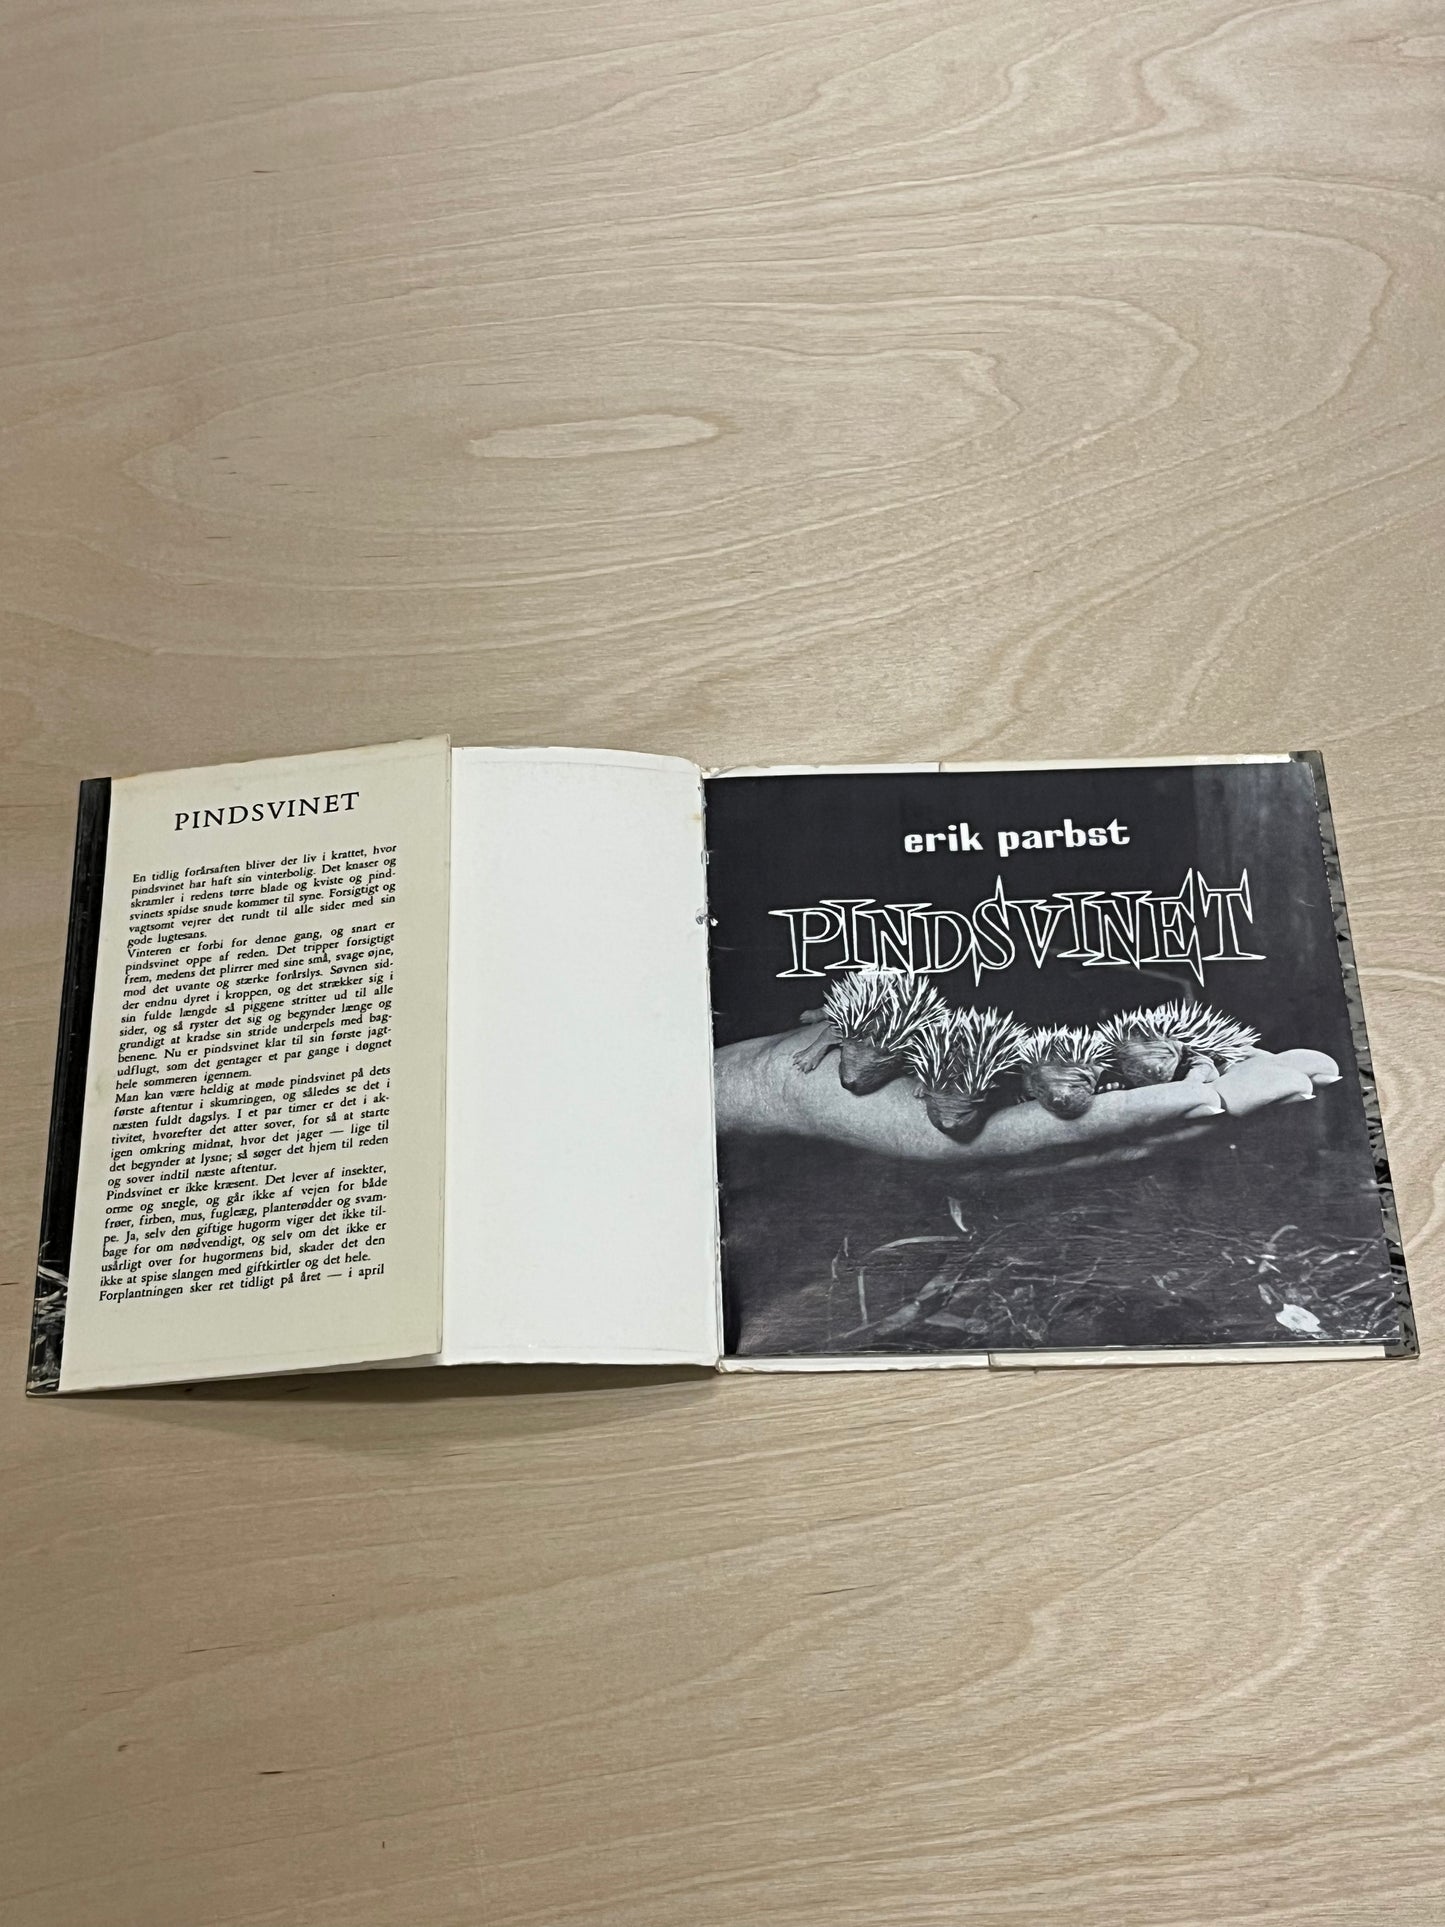 PINDSVINET
En tidlig forårsaften bliver der liv i krattet, hvor
pindsvinet har haft sin vinterbolig. Det knaser og
skramler i redens tørre blade og kviste og pind-
svinets spidse snude kommer til syne. Forsigtigt og
vagtsomt vejrer det rundt til alle sider med sin
gode lugtesans.
Vinteren er forbi for denne gang, og snart er
pindsvinet oppe af reden. Det tripper forsigtigt
frem, medens det plirrer med sine små, svage øjne,
mod det uvante og stærke forårslys. Søvnen sid-
der endnu dyret i kroppen, og det strækker sig i
sin fulde længde så piggene stritter ud til alle
sider, og så ryster det sig og begynder længe og
grundigt at kradse sin stride underpels med bag-
benene. Nu er pindsvinet klar til sin første jagt-
udflugt, som det gentager et par gange i døgnet
hele sommeren igennem.
Man kan være heldig at møde pindsvinet på dets
første aftentur i skumringen, og således se det i
næsten fuldt dagslys. I et par timer er det i ak-
tivitet, hvorefter det atter sover, for så at starte
igen omkring midnat, hvor det jager — lige til
det begynder at lysne; så søger det hjem til reden
og sover indtil næste aftentur.
Pindsvinet er ikke kræsent. Det lever af insekter,
orme og snegle, og går ikke af vejen for både
frøer, firben, mus, fugleæg, planterødder og svam-
pe. Ja, selv den giftige hugorm viger det ikke til-
bage for om nødvendigt, og selv om det ikke er
usårligt over for hugormens bid, skader det den
ikke at spise slangen med giftkirtler og det hele.
Forplantningen sker ret tidligt på året — i april
erik parbst
PINDSVINET